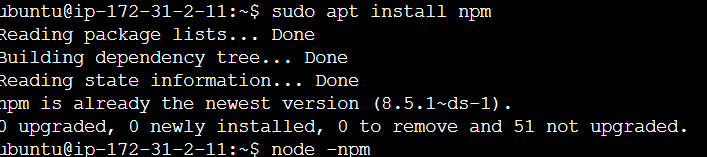 ubuntu@ip-172-31-2-11:~$ sudo apt install npm
Reading package lists... Done
Building dependency tree... Done
Reading state information... Done
npm is already the newest version (8.5.1~ds-1).
0 upgraded, 0 newly installed, 0 to remove and 51 not upgraded.
ubuntu@ip-172-31-2-11:~$ node -npm